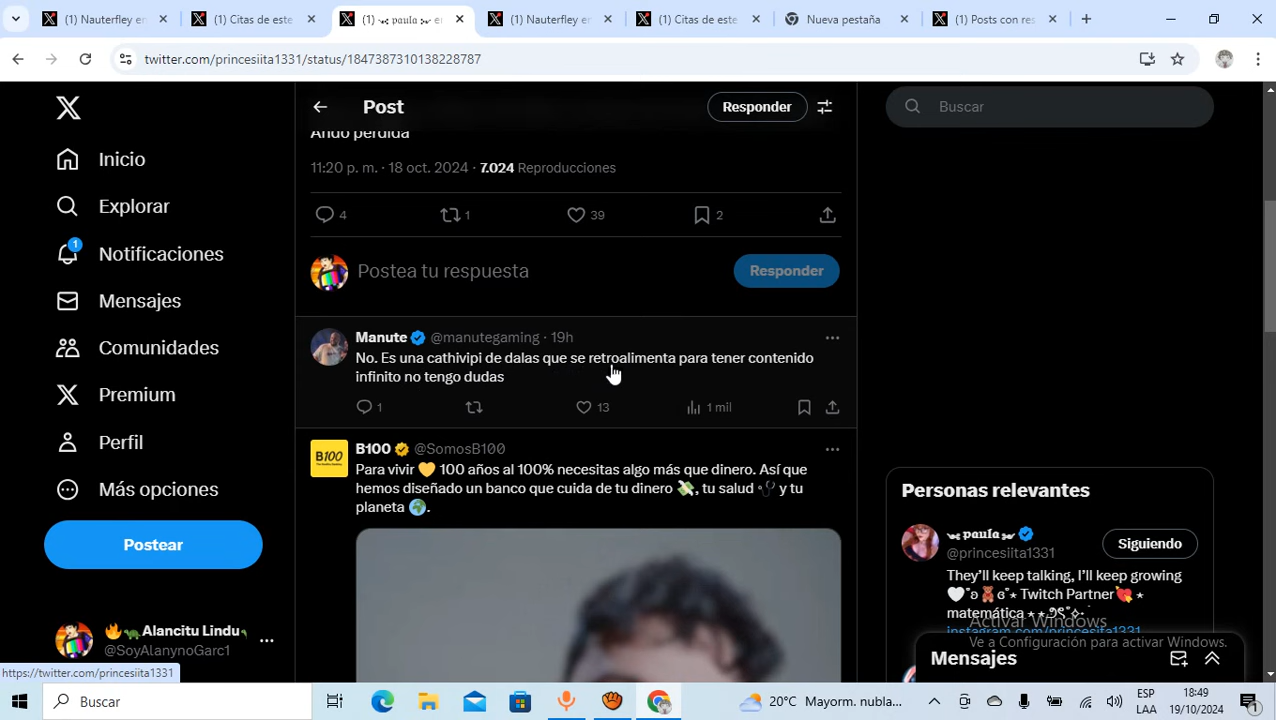 (1) Nauterfley en
(1) Citas de este
(1) ꕤ paula ꕤ en
(1) Nauterfley en
(1) Citas de este
Nueva pestaña
(1) Posts con res
twitter.com/princesiita1331/status/1847387310138228787
Inicio
Explorar
1
Notificaciones
Mensajes
Comunidades
Premium
Perfil
Más opciones
Postear
🔥🦖Alancitu Lindu
@SoyAlanynoGarc1
https://twitter.com/princesiita1331
Post
Responder
Ando perdida
11:20 p. m. · 18 oct. 2024 · 7.024 Reproducciones
4
1
39
2
Postea tu respuesta
Responder
Manute @manutegaming · 19h
No. Es una cathivipi de dalas que se retroalimenta para tener contenido
infinito no tengo dudas
1
13
1 mil
B100 @SomosB100
Para vivir 🧡 100 años al 100% necesitas algo más que dinero. Así que
hemos diseñado un banco que cuida de tu dinero 💸, tu salud 🩺 y tu
planeta 🌍.
B100
Buscar
Personas relevantes
paula
@princesiita1331
Siguiendo
They'll keep talking, I'll keep growing
Twitch Partner💘
matemática
instagram.com/princesiita1331
Activar Windows
Ve a Configuración para activar Windows.
Mensajes
Buscar
20°C Mayorm. nubla...
ESP
LAA
18:49
19/10/2024
1